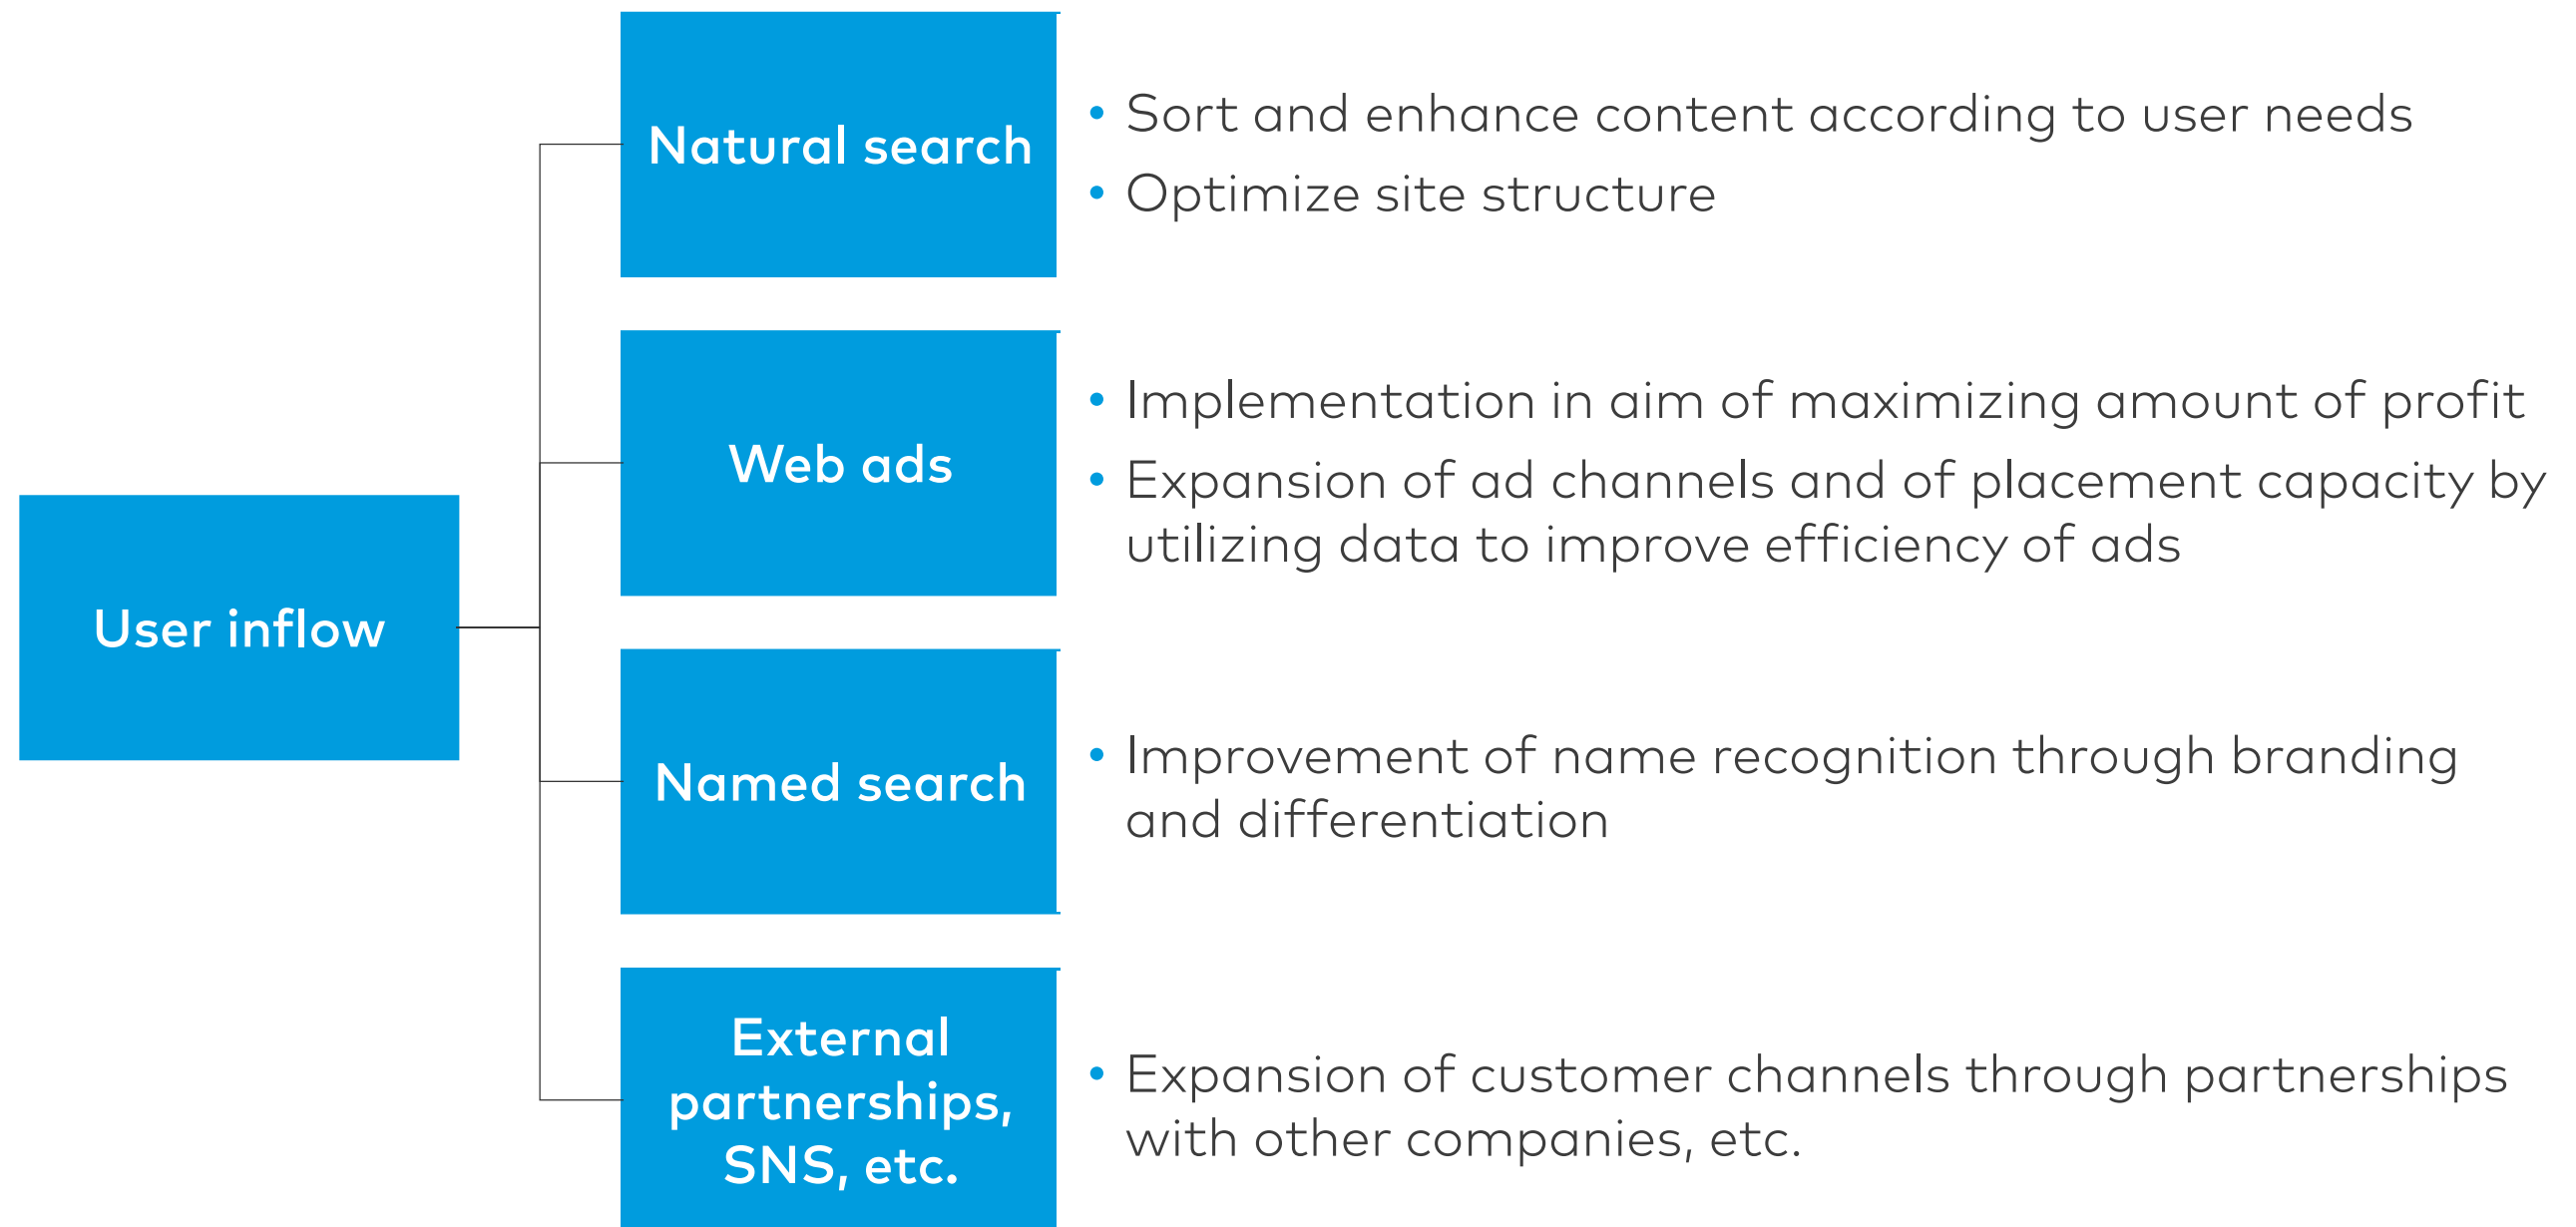 User inflow
Natural search
• Sort and enhance content according to user needs
• Optimize site structure
Web ads
• Implementation in aim of maximizing amount of profit
• Expansion of ad channels and of placement capacity by
utilizing data to improve efficiency of ads
Named search
• Improvement of name recognition through branding
and differentiation
External
partnerships,
SNS, etc.
• Expansion of customer channels through partnerships
with other companies, etc.